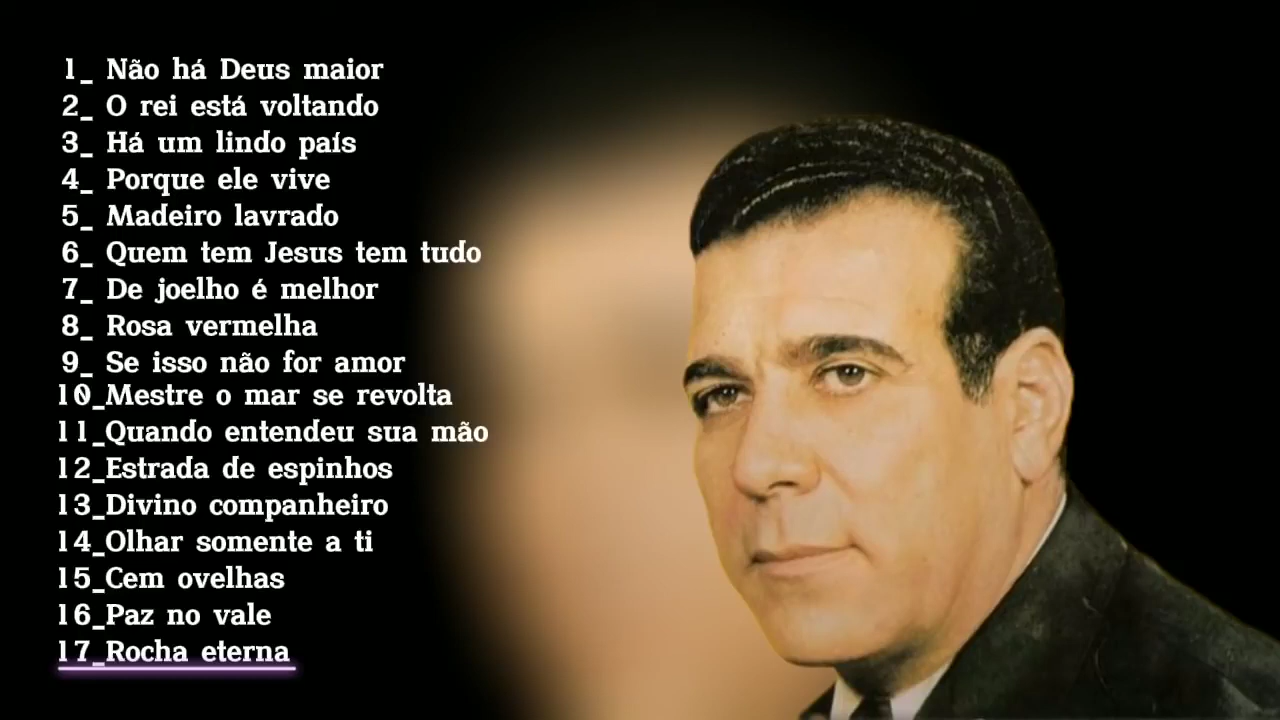 1_ Não há Deus maior
2_ O rei está voltando
3_ Há um lindo país
4_ Porque ele vive
5_ Madeiro lavrado
6_ Quem tem Jesus tem tudo
7_ De joelho é melhor
8_ Rosa vermelha
9_ Se isso não for amor
10_Mestre o mar se revolta
11_Quando entendeu sua mão
12_Estrada de espinhos
13_Divino companheiro
14_Olhar somente a ti
15_Cem ovelhas
16_Paz no vale
17_Rocha eterna